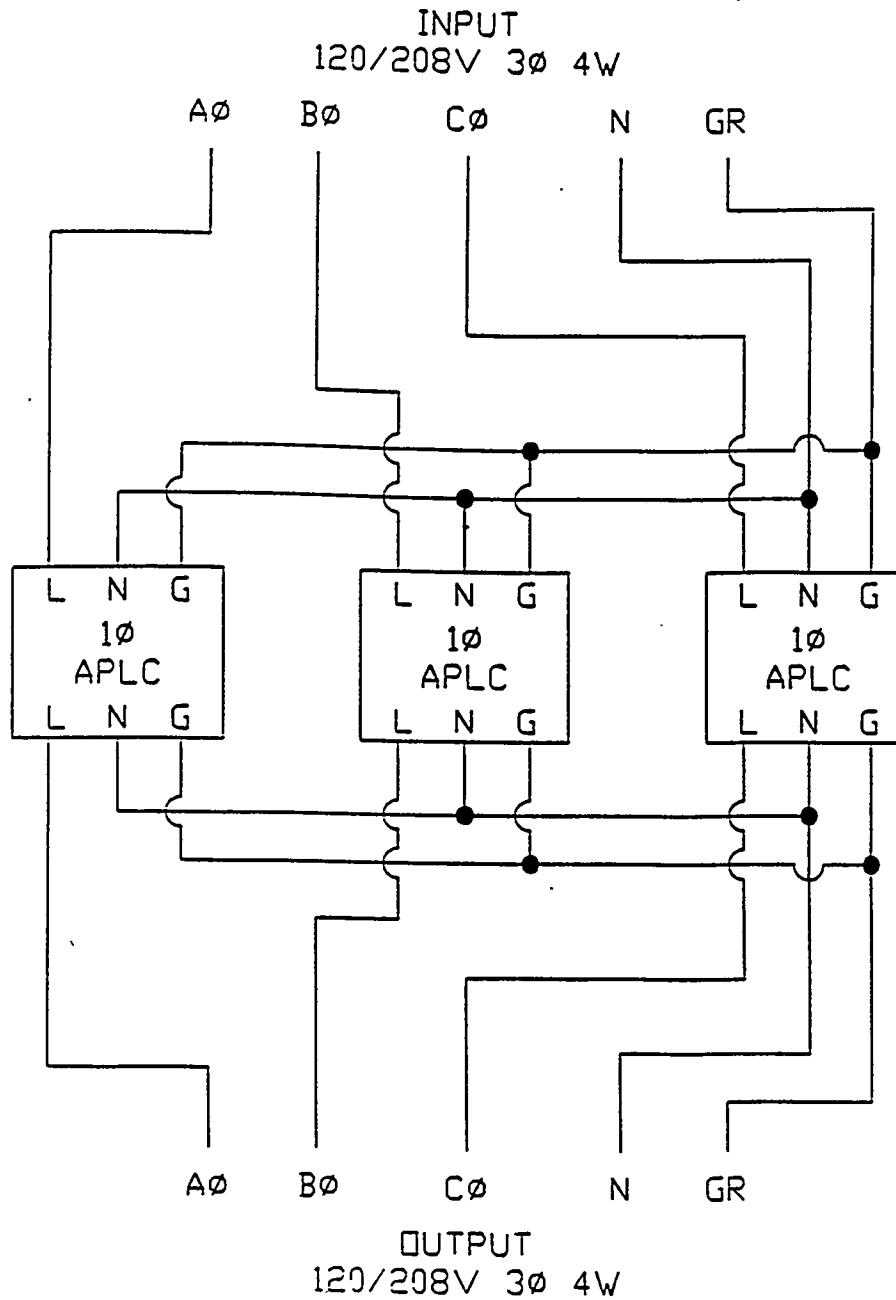 INPUT
120/208V 3Ø 4W
AØ BØ CØ N GR
L N G L N G L N G
1Ø 1Ø 1Ø
APLC APLC APLC
L N G L N G L N G
AØ BØ CØ N GR
OUTPUT
120/208V 3Ø 4W